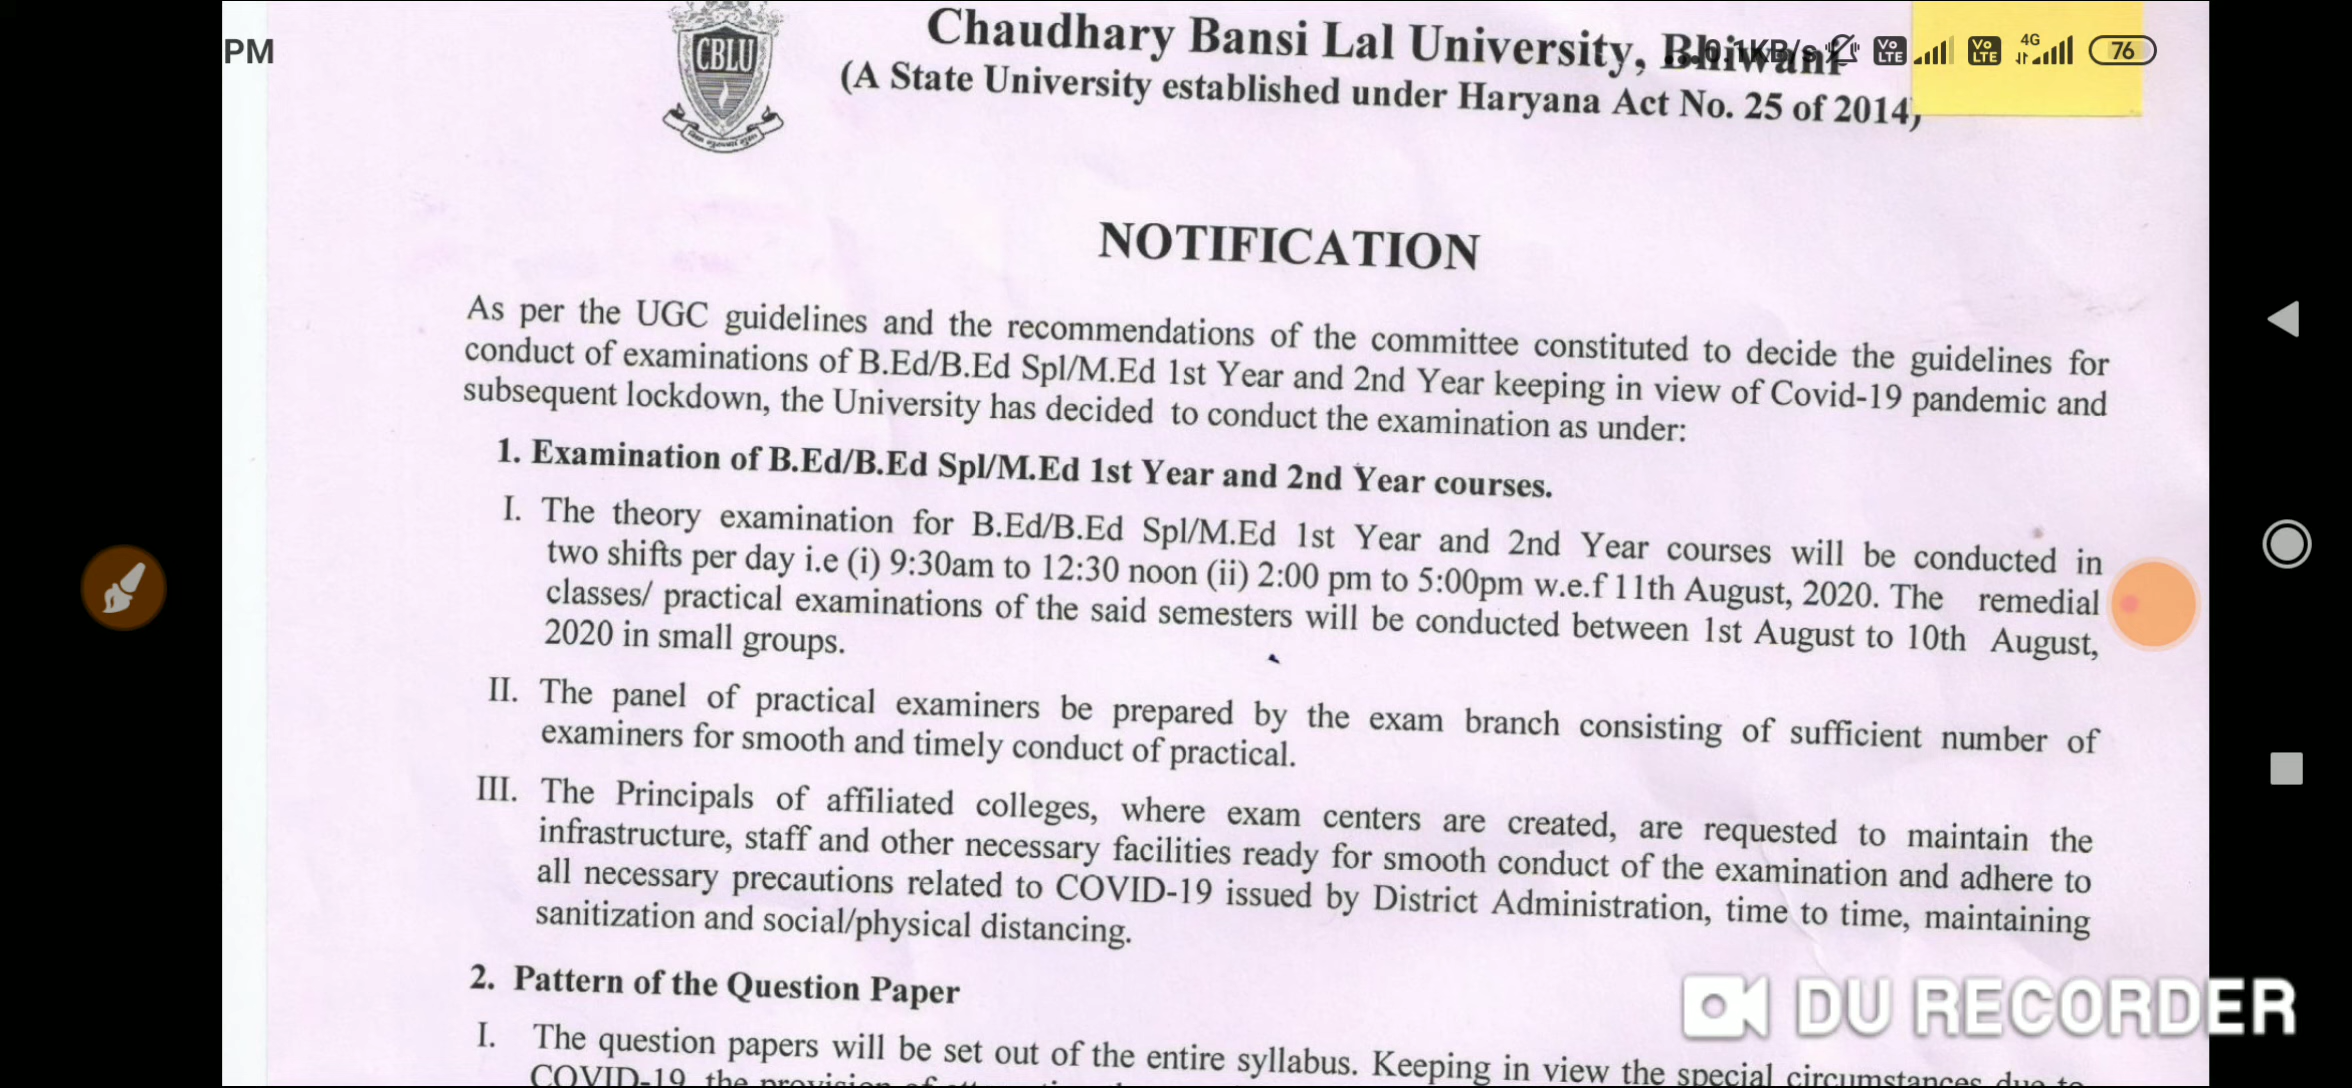 PM
CBLU
Chaudhary Bansi Lal University, Bhiwani
0.1KB/s
Vo LTE
Vo LTE
4G
76
(A State University established under Haryana Act No. 25 of 2014)
NOTIFICATION
As per the UGC guidelines and the recommendations of the committee constituted to decide the guidelines for
conduct of examinations of B.Ed/B.Ed Spl/M.Ed 1st Year and 2nd Year keeping in view of Covid-19 pandemic and
subsequent lockdown, the University has decided to conduct the examination as under:
1. Examination of B.Ed/B.Ed Spl/M.Ed 1st Year and 2nd Year courses.
I. The theory examination for B.Ed/B.Ed Spl/M.Ed 1st Year and 2nd Year courses will be conducted in
two shifts per day i.e (i) 9:30am to 12:30 noon (ii) 2:00 pm to 5:00pm w.e.f 11th August, 2020. The remedial
classes/ practical examinations of the said semesters will be conducted between 1st August to 10th August,
2020 in small groups.
II. The panel of practical examiners be prepared by the exam branch consisting of sufficient number of
examiners for smooth and timely conduct of practical.
III. The Principals of affiliated colleges, where exam centers are created, are requested to maintain the
infrastructure, staff and other necessary facilities ready for smooth conduct of the examination and adhere to
all necessary precautions related to COVID-19 issued by District Administration, time to time, maintaining
sanitization and social/physical distancing.
2. Pattern of the Question Paper
I. The question papers will be set out of the entire syllabus. Keeping in view the special circumstances due to
COVID-19, the provision of
DU RECORDER